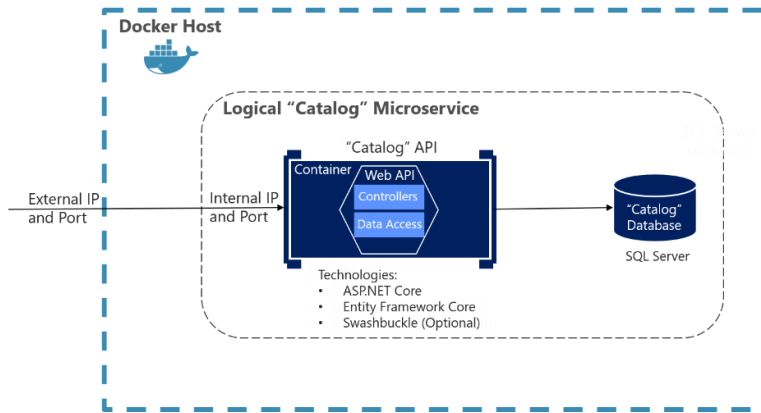 Docker Host
Logical “Catalog” Microservice
“Catalog” API
Container
Web API
Controllers
Data Access
External IP
and Port
Internal IP
and Port
“Catalog”
Database
SQL Server
Technologies:
• ASP.NET Core
• Entity Framework Core
• Swashbuckle (Optional)